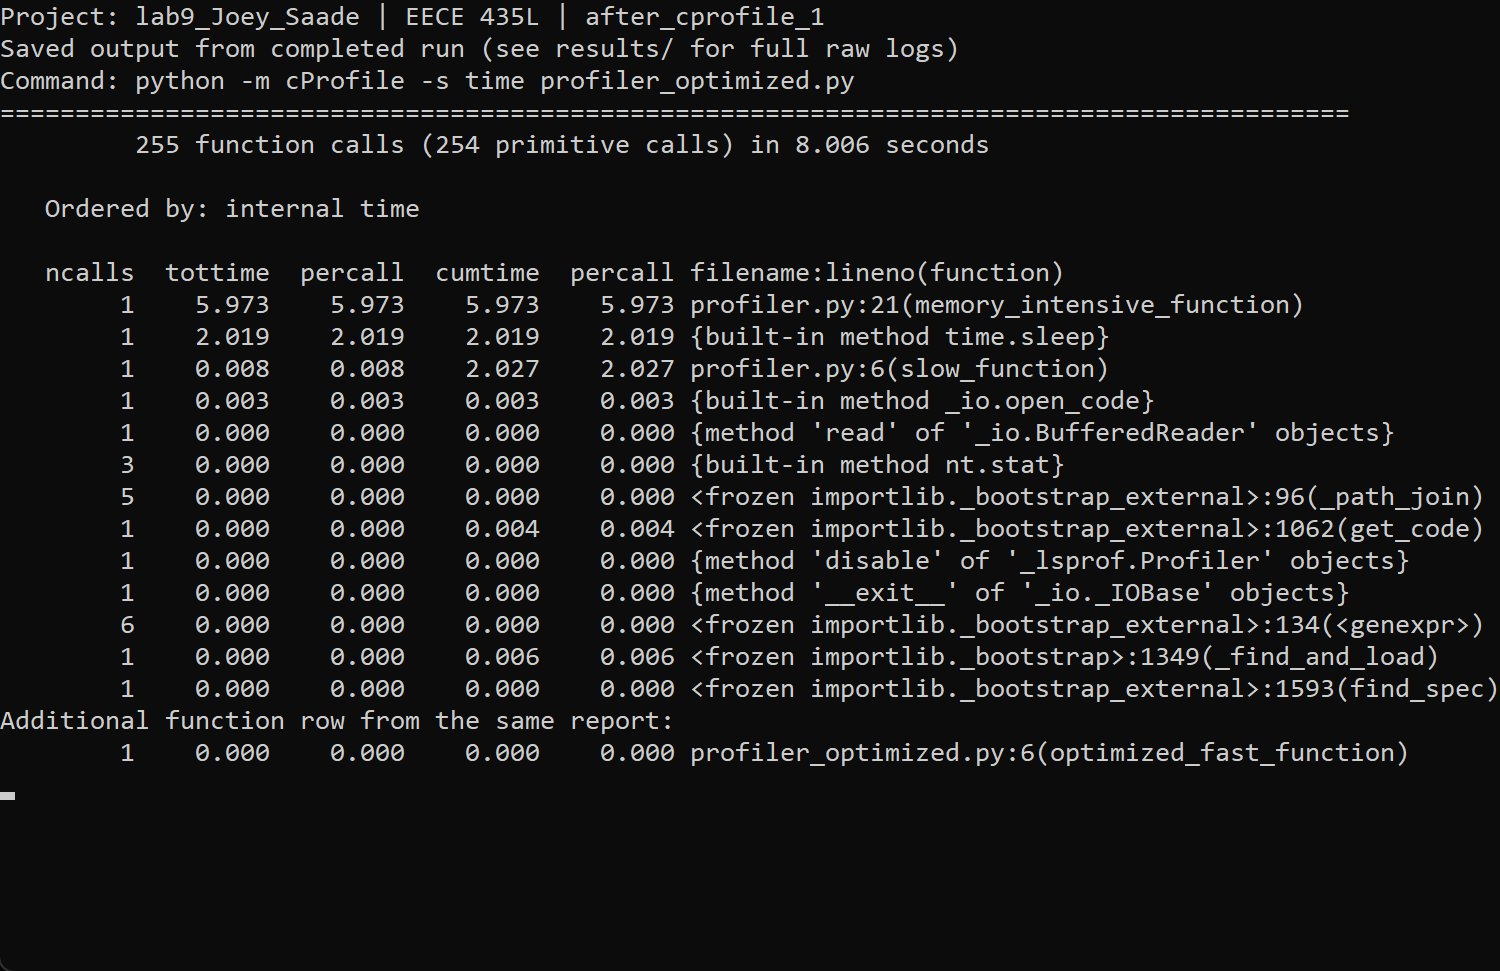 Project: lab9_Joey_Saade | EECE 435L | after_cprofile_1
Saved output from completed run (see results/ for full raw logs)
Command: python -m cProfile -s time profiler_optimized.py
==========================================================================================
         255 function calls (254 primitive calls) in 8.006 seconds

   Ordered by: internal time

   ncalls  tottime  percall  cumtime  percall filename:lineno(function)
        1    5.973    5.973    5.973    5.973 profiler.py:21(memory_intensive_function)
        1    2.019    2.019    2.019    2.019 {built-in method time.sleep}
        1    0.008    0.008    2.027    2.027 profiler.py:6(slow_function)
        1    0.003    0.003    0.003    0.003 {built-in method _io.open_code}
        1    0.000    0.000    0.000    0.000 {method 'read' of '_io.BufferedReader' objects}
        3    0.000    0.000    0.000    0.000 {built-in method nt.stat}
        5    0.000    0.000    0.000    0.000 <frozen importlib._bootstrap_external>:96(_path_join)
        1    0.000    0.000    0.004    0.004 <frozen importlib._bootstrap_external>:1062(get_code)
        1    0.000    0.000    0.000    0.000 {method 'disable' of '_lsprof.Profiler' objects}
        1    0.000    0.000    0.000    0.000 {method '__exit__' of '_io._IOBase' objects}
        6    0.000    0.000    0.000    0.000 <frozen importlib._bootstrap_external>:134(<genexpr>)
        1    0.000    0.000    0.006    0.006 <frozen importlib._bootstrap>:1349(_find_and_load)
        1    0.000    0.000    0.000    0.000 <frozen importlib._bootstrap_external>:1593(find_spec)
Additional function row from the same report:
        1    0.000    0.000    0.000    0.000 profiler_optimized.py:6(optimized_fast_function)